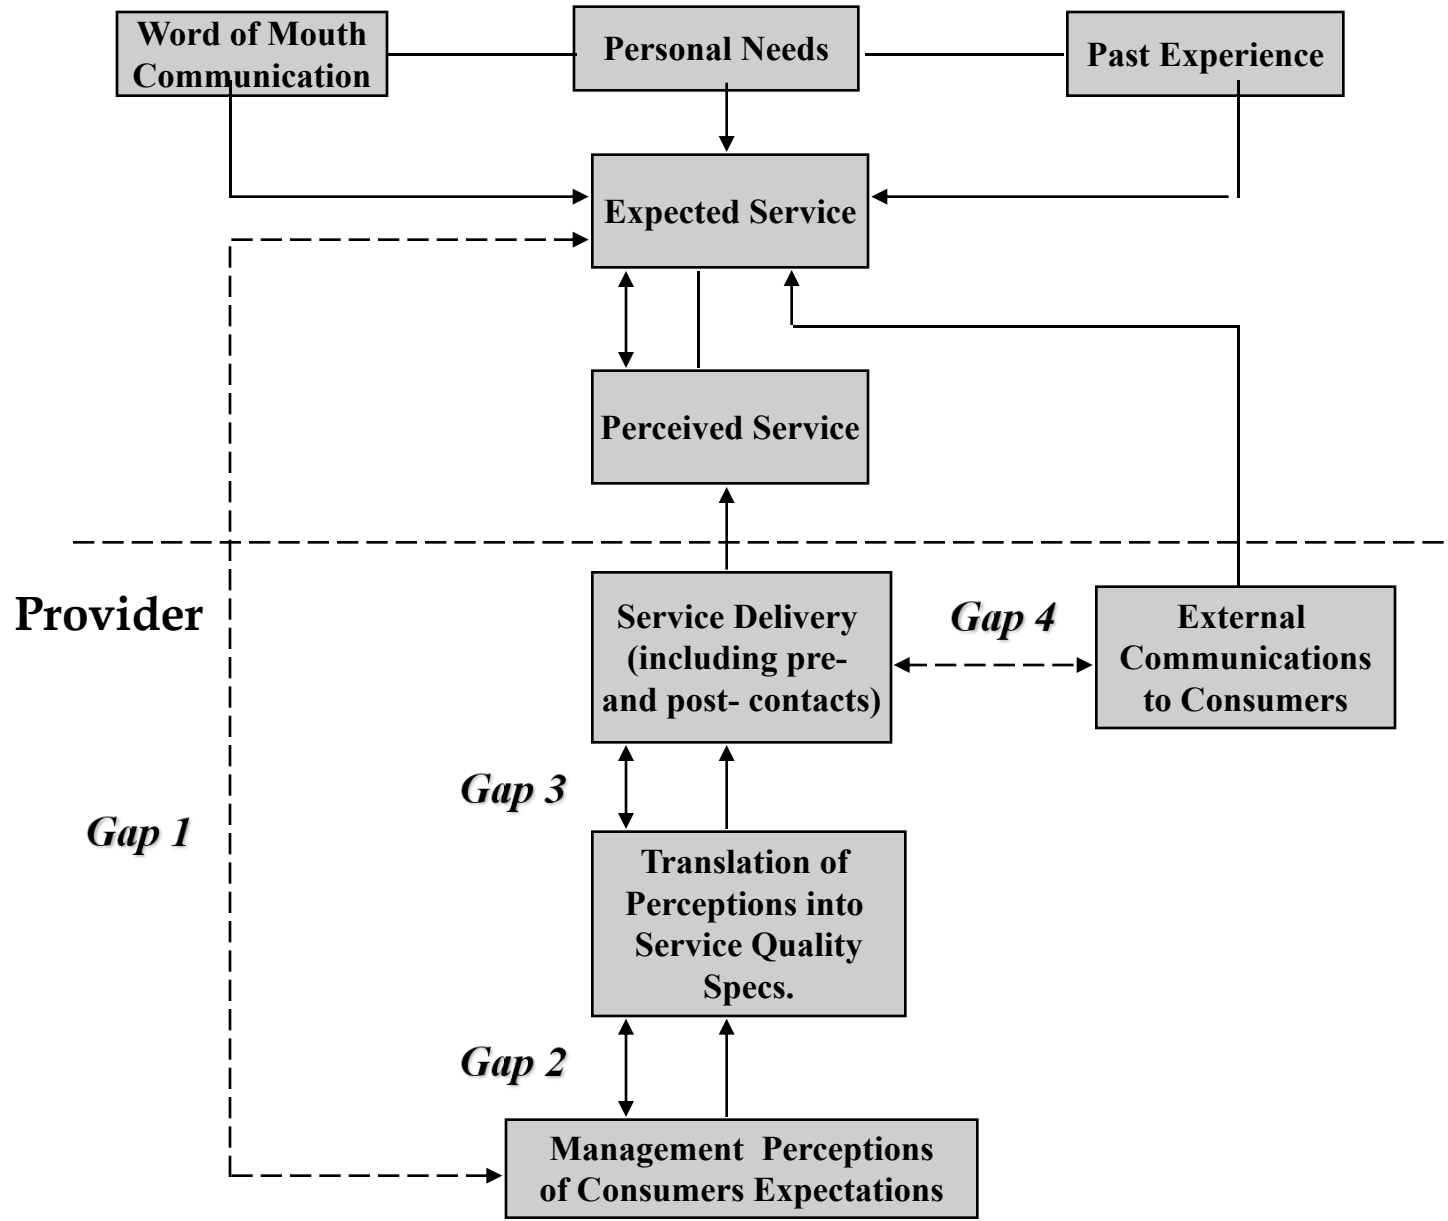 Word of Mouth
Communication
Personal Needs
Past Experience
Expected Service
Perceived Service
Provider
Service Delivery
(including pre-
and post- contacts)
Gap 4
External
Communications
to Consumers
Gap 3
Gap 1
Translation of
Perceptions into
Service Quality
Specs.
Gap 2
Management Perceptions
of Consumers Expectations